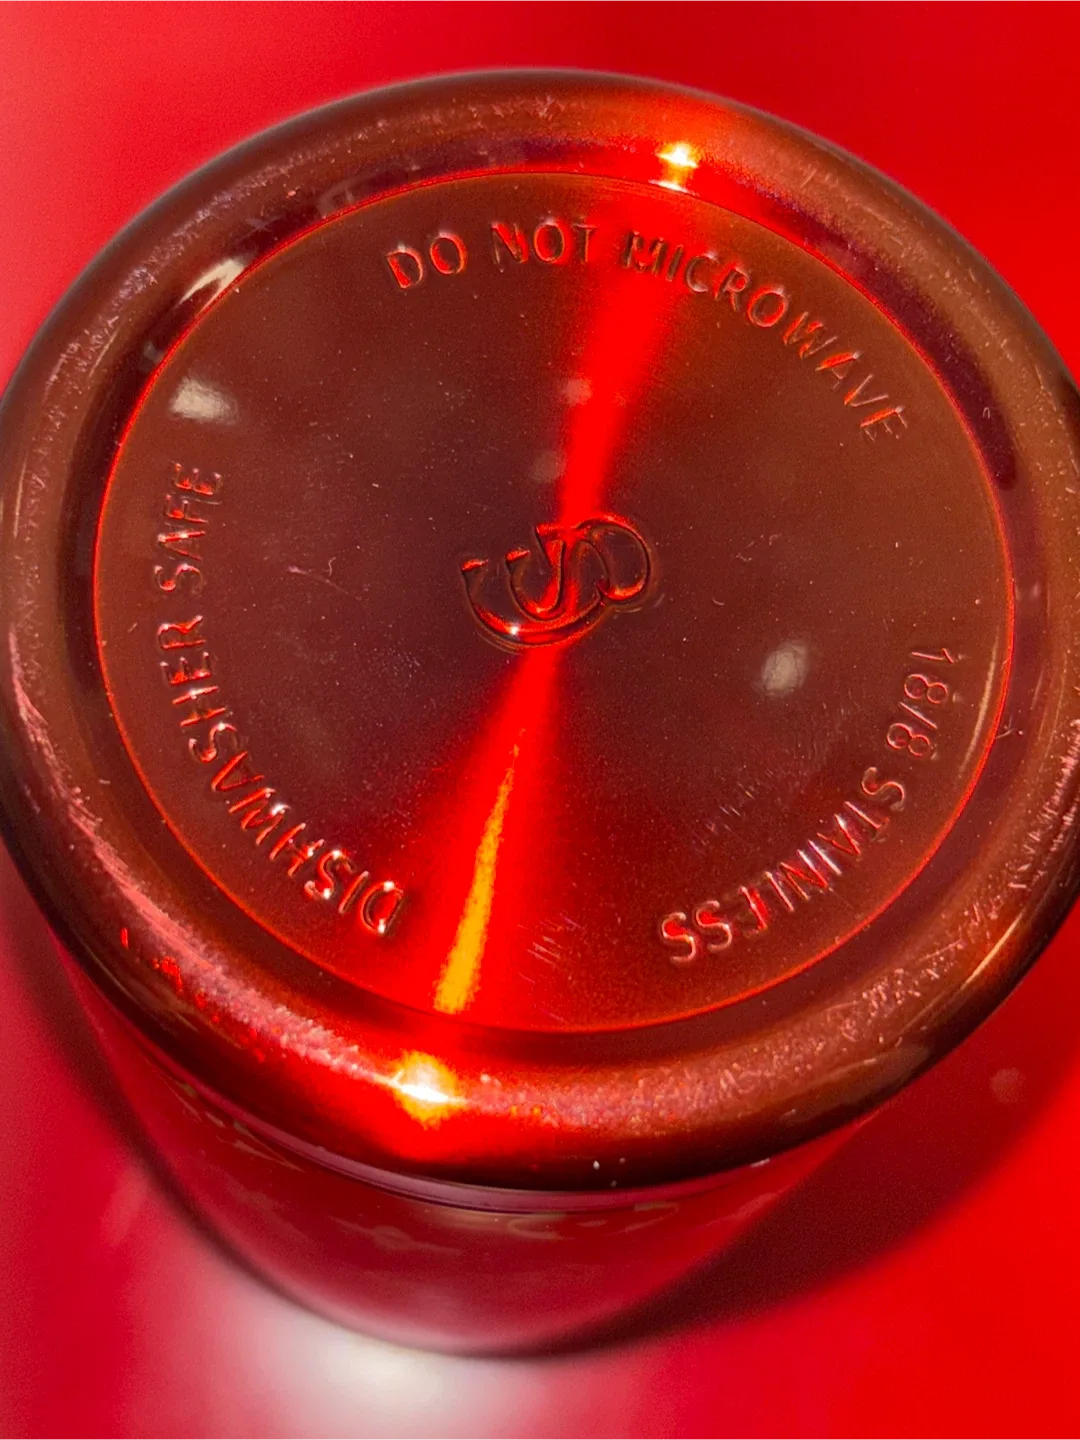 DO NOT MICROWAVE
18/8 STAINLESS
DISHWASHER SAFE